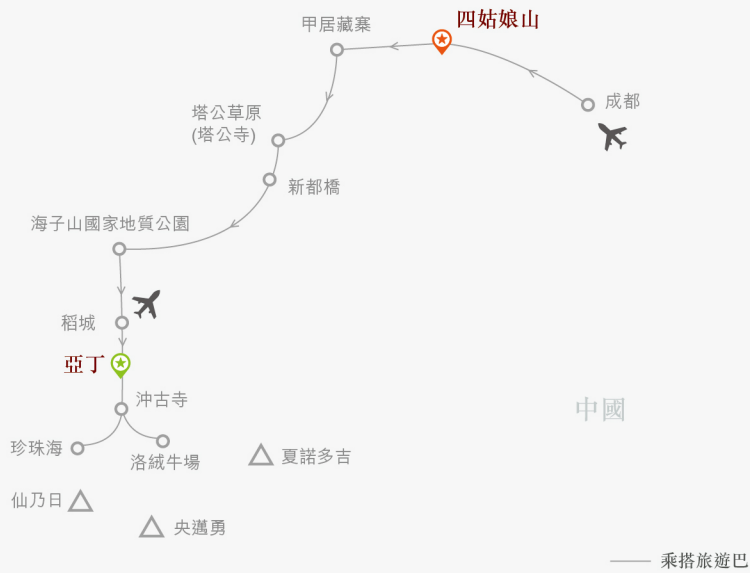 四姑娘山
甲居藏寨
成都
塔公草原
(塔公寺)
新都橋
海子山國家地質公園
稻城
亞丁
沖古寺
中國
珍珠海
洛絨牛場
夏諾多吉
仙乃日
央邁勇
乘搭旅遊巴